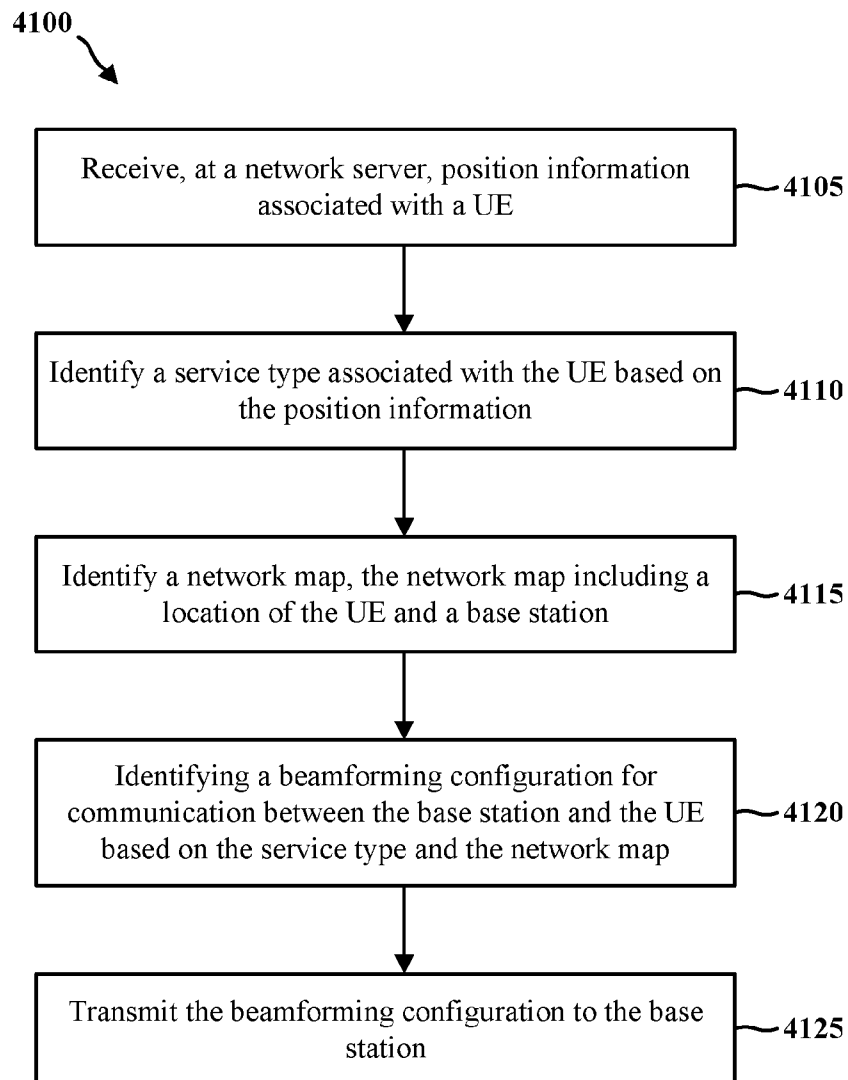 4100
Receive, at a network server, position information
associated with a UE
4105
Identify a service type associated with the UE based on
the position information
4110
Identify a network map, the network map including a
location of the UE and a base station
4115
Identifying a beamforming configuration for
communication between the base station and the UE
based on the service type and the network map
4120
Transmit the beamforming configuration to the base
station
4125